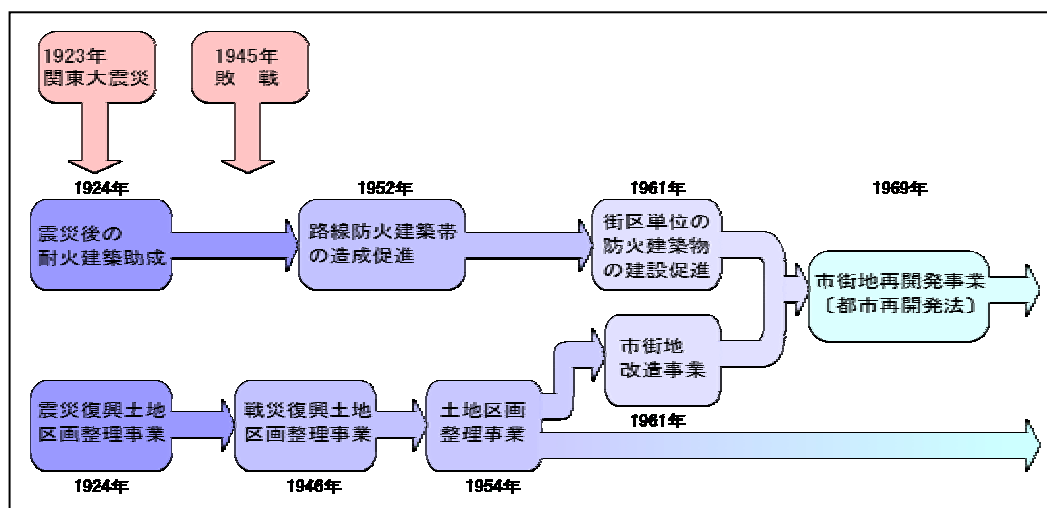 1923年
関東大震災
1945年
敗　戦
1924年
1952年
1961年
1969年
震災後の
耐火建築助成
路線防火建築帯
の造成促進
街区単位の
防火建築物
の建設促進
市街地再開発事業
〔都市再開発法〕
市街地
改造事業
1961年
震災復興土地
区画整理事業
戦災復興土地
区画整理事業
土地区画
整理事業
1924年
1946年
1954年